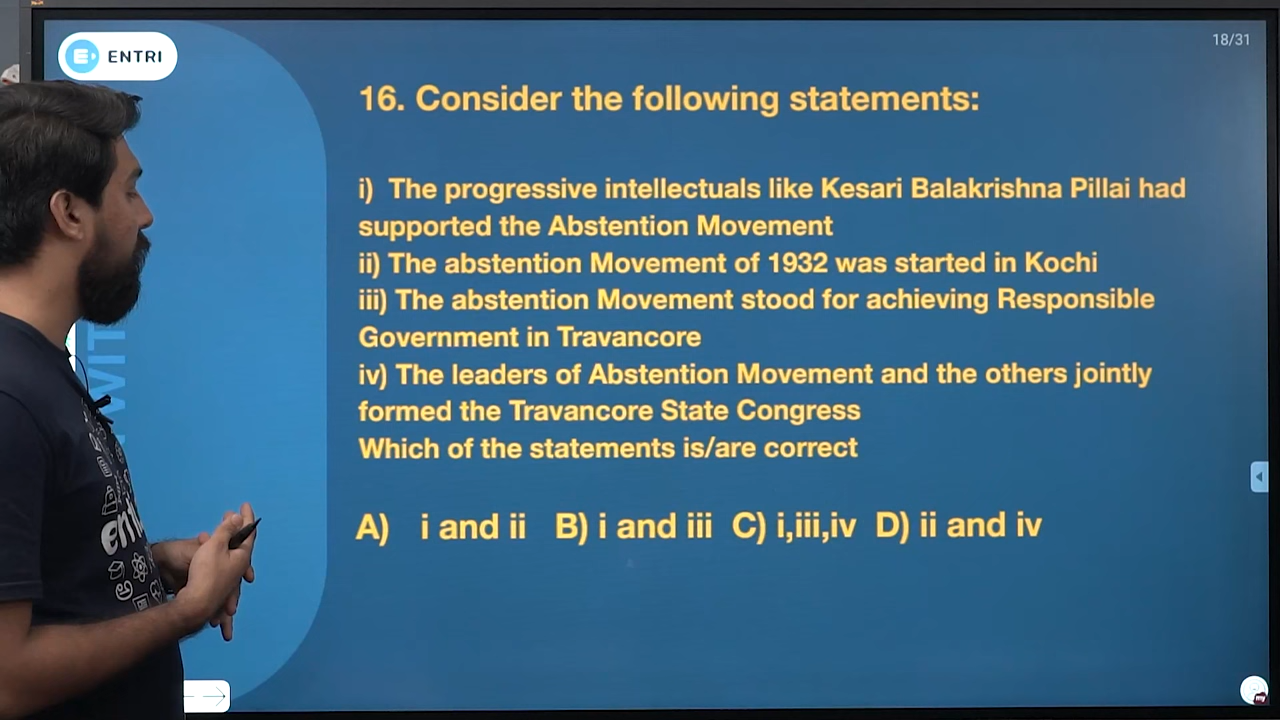 ENTRI
18/31
16. Consider the following statements:
i) The progressive intellectuals like Kesari Balakrishna Pillai had
supported the Abstention Movement
ii) The abstention Movement of 1932 was started in Kochi
iii) The abstention Movement stood for achieving Responsible
Government in Travancore
iv) The leaders of Abstention Movement and the others jointly
formed the Travancore State Congress
Which of the statements is/are correct
A) i and ii B) i and iii C) i,iii,iv D) ii and iv